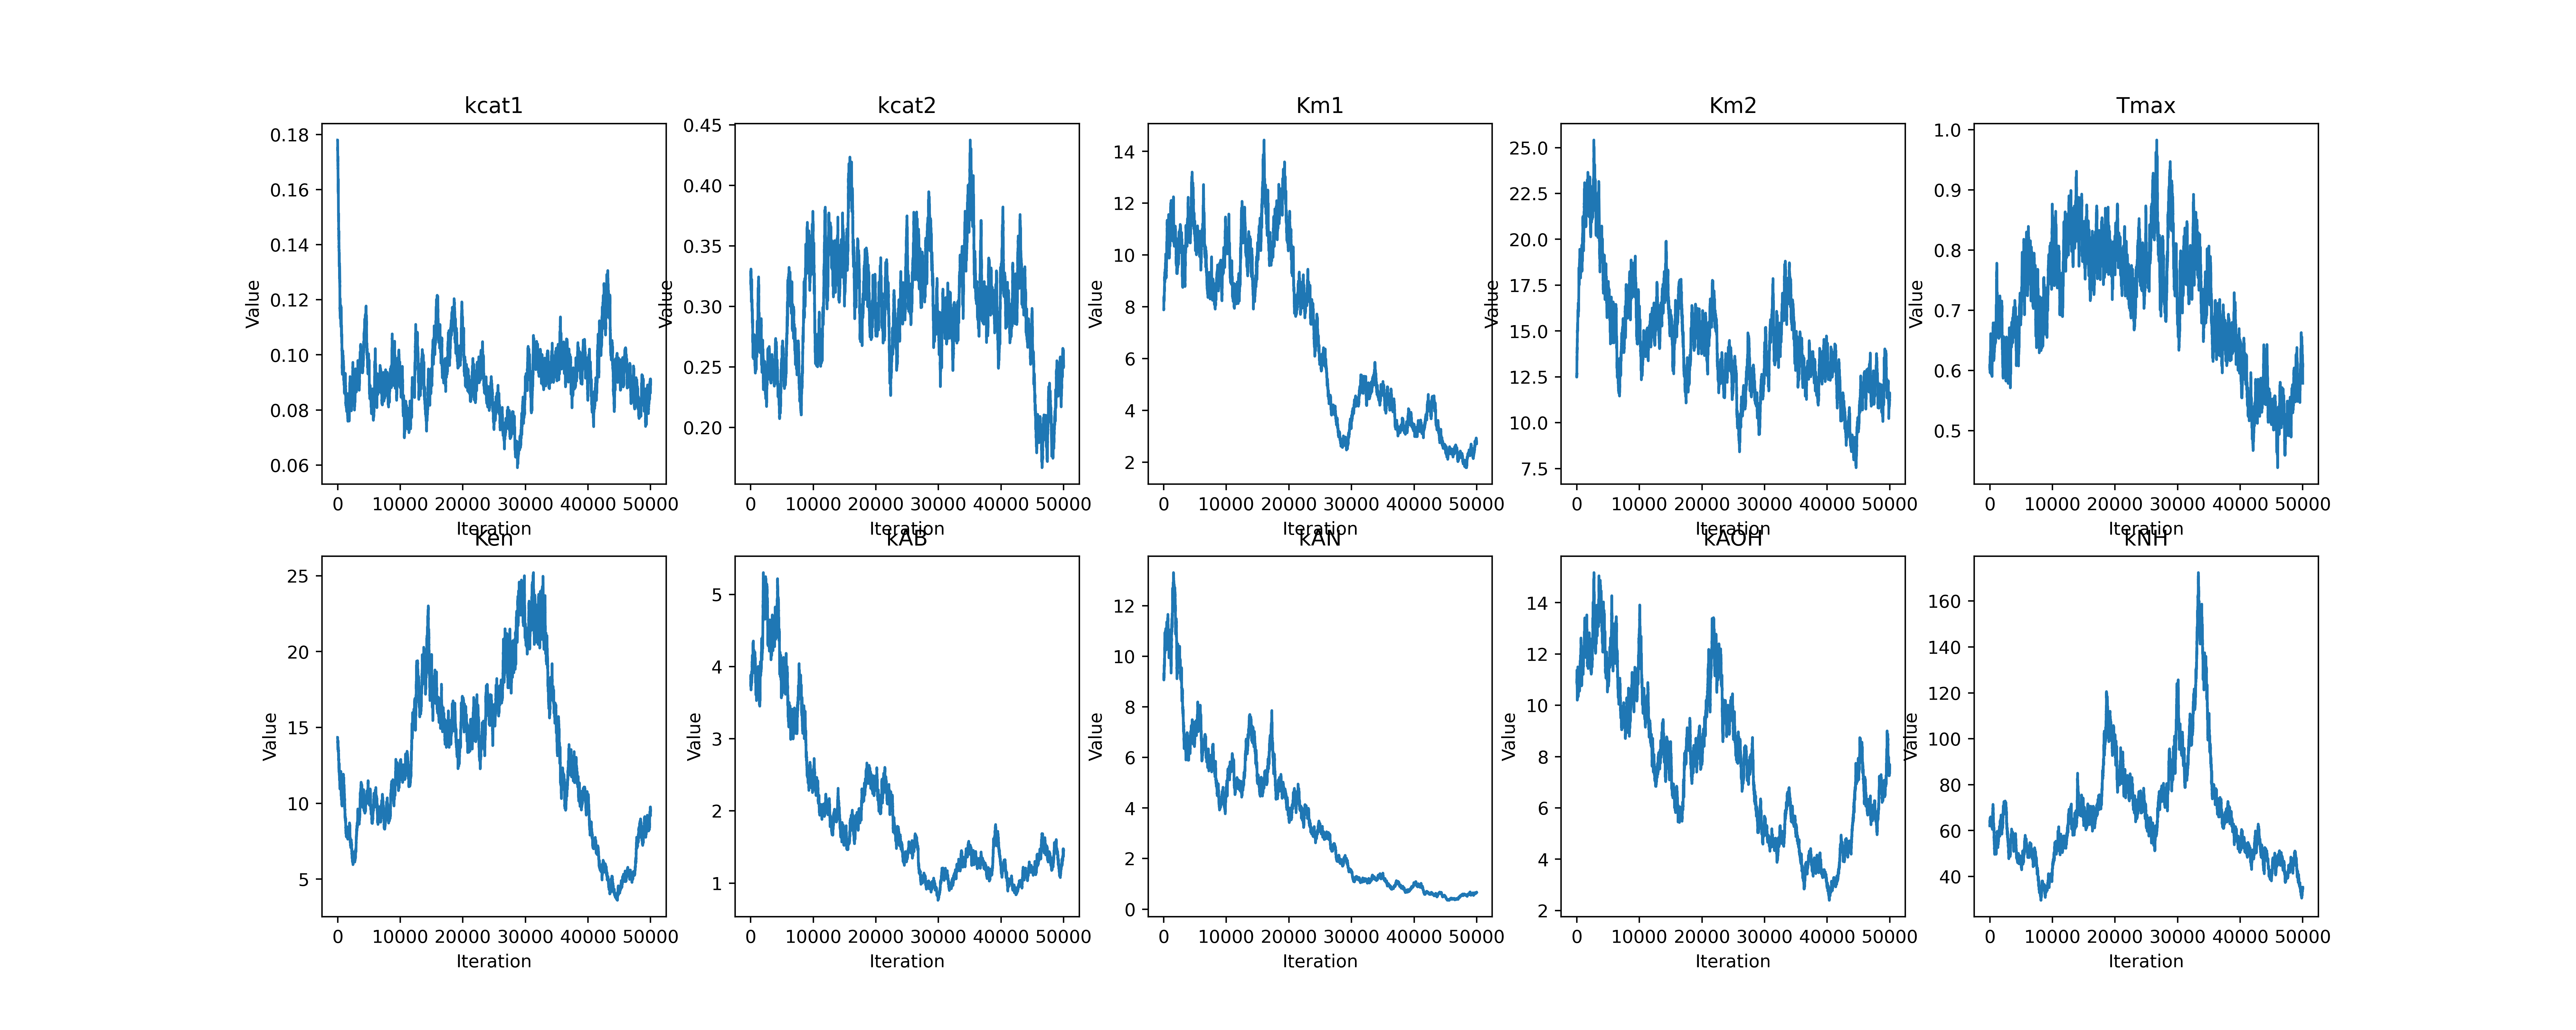 kcat1
kcat2
Km1
Km2
Tmax
0.18
0.16
0.14
0.12
0.10
0.08
0.06
Value
0 10000 20000 30000 40000 50000
Iteration
0.45
0.40
0.35
0.30
0.25
0.20
Value
0 10000 20000 30000 40000 50000
Iteration
14
12
10
8
6
4
2
Value
0 10000 20000 30000 40000 50000
Iteration
25.0
22.5
20.0
17.5
15.0
12.5
10.0
7.5
Value
0 10000 20000 30000 40000 50000
Iteration
1.0
0.9
0.8
0.7
0.6
0.5
Value
0 10000 20000 30000 40000 50000
Iteration
Ken
kAB
kAN
kAOH
kNH
25
20
15
10
5
Value
0 10000 20000 30000 40000 50000
Iteration
5
4
3
2
1
Value
0 10000 20000 30000 40000 50000
Iteration
12
10
8
6
4
2
0
Value
0 10000 20000 30000 40000 50000
Iteration
14
12
10
8
6
4
2
Value
0 10000 20000 30000 40000 50000
Iteration
160
140
120
100
80
60
40
Value
0 10000 20000 30000 40000 50000
Iteration